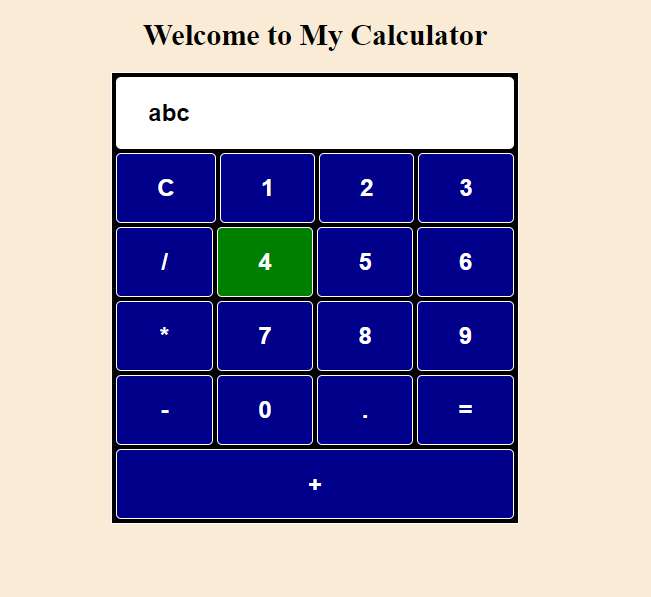 Welcome to My Calculator
abc
C 1 2 3
/ 4 5 6
* 7 8 9
- 0 . =
+